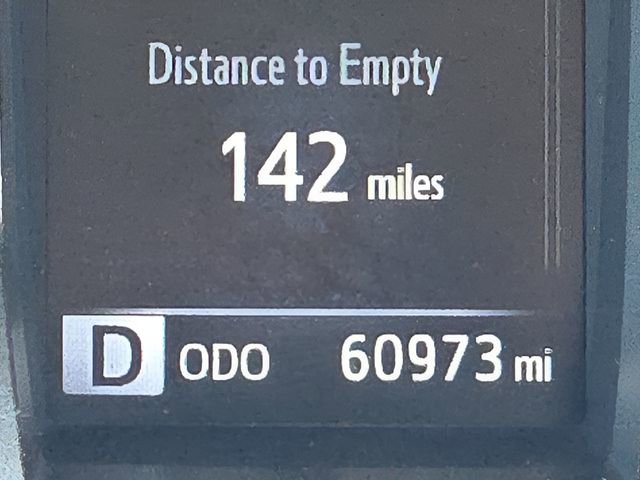 Distance to Empty
142 miles
D ODO 60973 mi